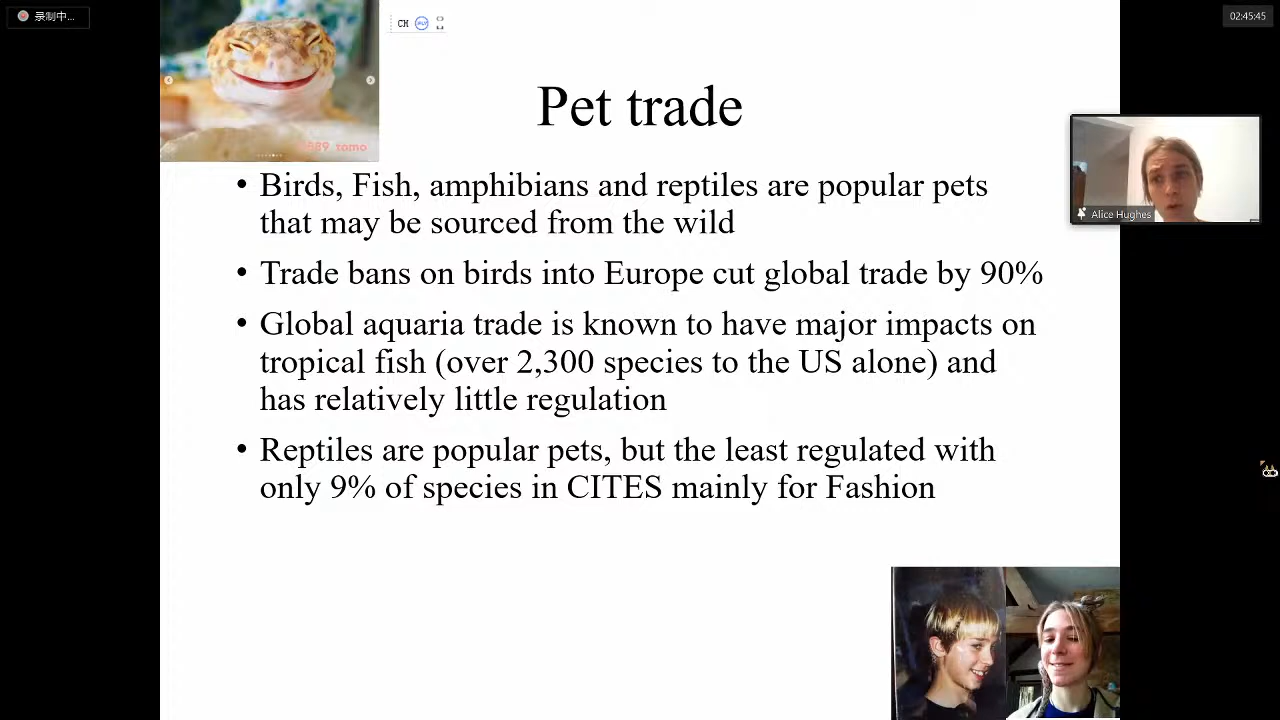 录制中...
CH
02:45:45
Pet trade
Alice Hughes
• Birds, Fish, amphibians and reptiles are popular pets
that may be sourced from the wild
• Trade bans on birds into Europe cut global trade by 90%
• Global aquaria trade is known to have major impacts on
tropical fish (over 2,300 species to the US alone) and
has relatively little regulation
• Reptiles are popular pets, but the least regulated with
only 9% of species in CITES mainly for Fashion